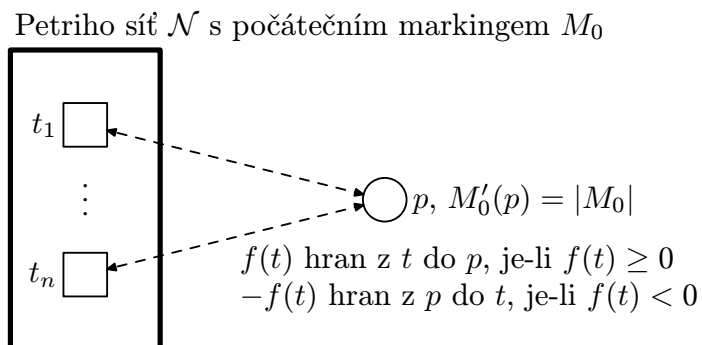 Petriho síť 𝒩 s počátečním markingem M₀
t₁
p, M′₀(p) = |M₀|
⋮
tₙ
f(t) hran z t do p, je-li f(t) ≥ 0
−f(t) hran z p do t, je-li f(t) < 0